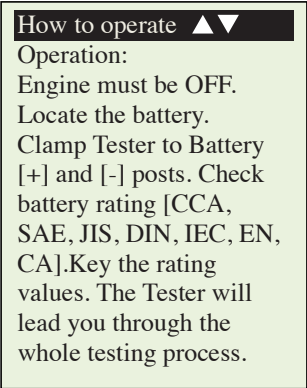 How to operate ▲▼
Operation:
Engine must be OFF.
Locate the battery.
Clamp Tester to Battery
[+] and [-] posts. Check
battery rating [CCA,
SAE, JIS, DIN, IEC, EN,
CA].Key the rating
values. The Tester will
lead you through the
whole testing process.